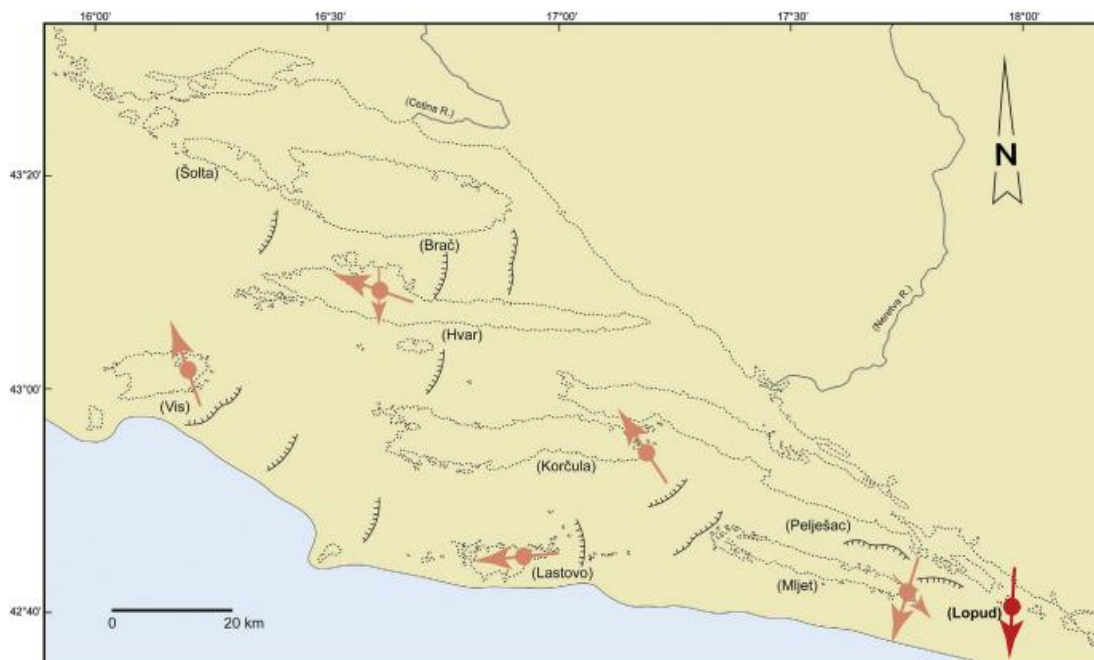 16°00' 16°30' 17°00' 17°30' 18°00'
(Cetina R.)
N
43°20'
(Šolta)
(Brač)
(Neretva R.)
(Hvar)
43°00'
(Vis)
(Korčula)
(Pelješac)
(Lastovo)
(Mljet)
42°40'
(Lopud)
0 20 km